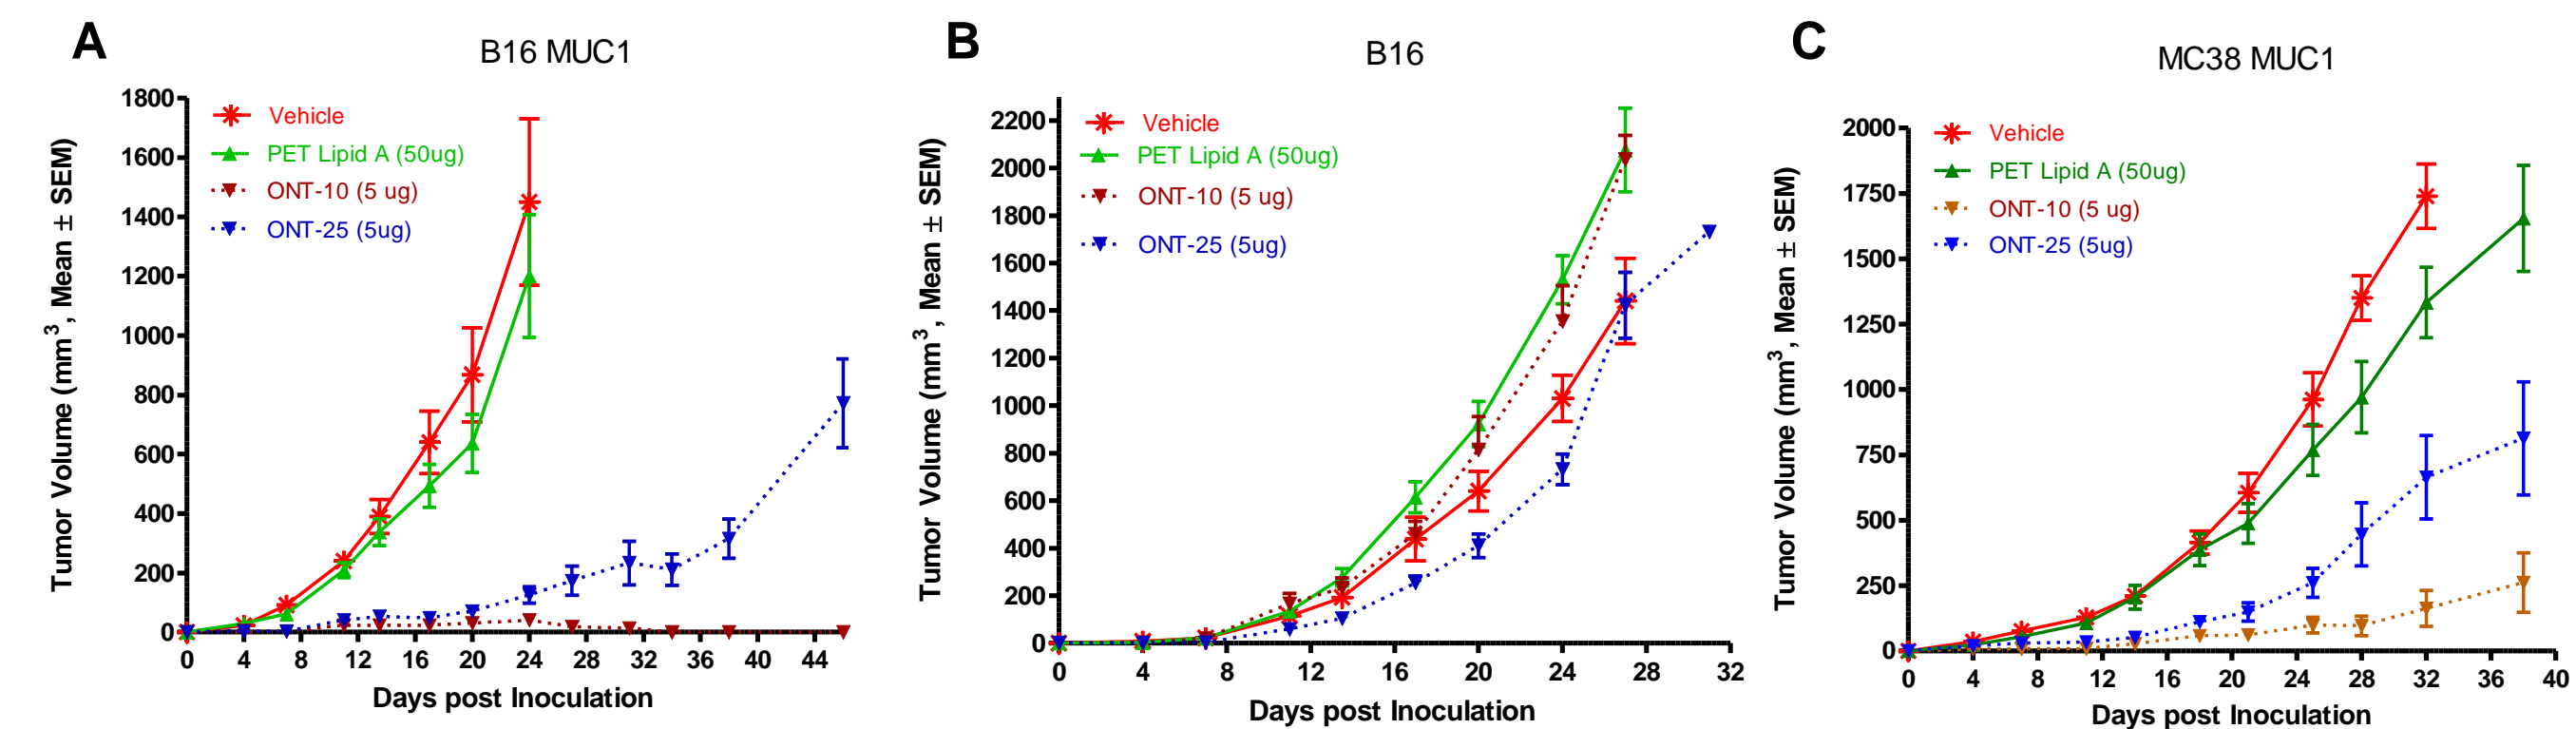 A
B16 MUC1
Tumor Volume (mm³, Mean ± SEM)
1800
1600
1400
1200
1000
800
600
400
200
0
Vehicle
PET Lipid A (50ug)
ONT-10 (5 ug)
ONT-25 (5ug)
0 4 8 12 16 20 24 28 32 36 40 44
Days post Inoculation
B
B16
Tumor Volume (mm³, Mean ± SEM)
2200
2000
1800
1600
1400
1200
1000
800
600
400
200
0
Vehicle
PET Lipid A (50ug)
ONT-10 (5 ug)
ONT-25 (5ug)
0 4 8 12 16 20 24 28 32
Days post Inoculation
C
MC38 MUC1
Tumor Volume (mm³, Mean ± SEM)
2000
1750
1500
1250
1000
750
500
250
0
Vehicle
PET Lipid A (50ug)
ONT-10 (5 ug)
ONT-25 (5ug)
0 4 8 12 16 20 24 28 32 36 40
Days post Inoculation